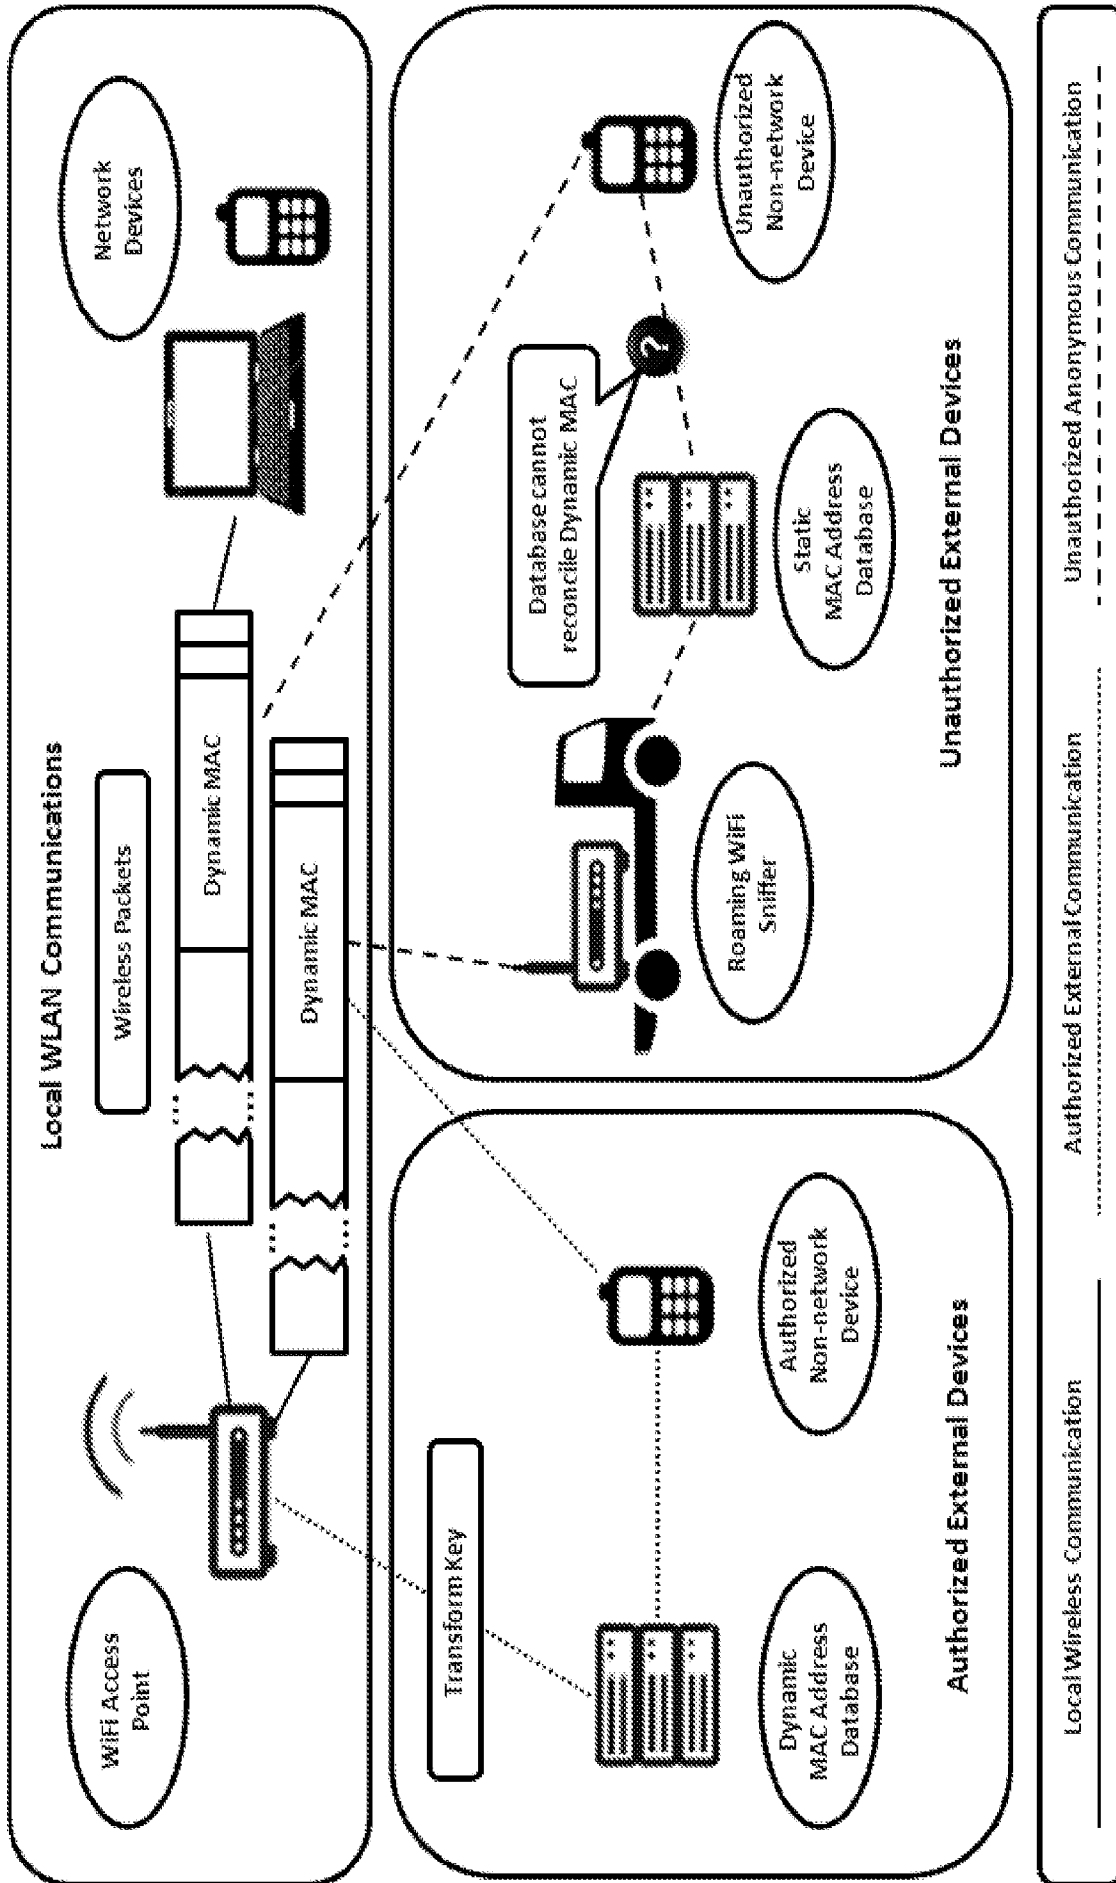 Local WLAN Communications
WiFi Access
Point
Wireless Packets
Network
Devices
Dynamic MAC
Dynamic MAC
Transform Key
Dynamic
MAC Address
Database
Authorized
Non-network
Device
Authorized External Devices
Database cannot
reconcile Dynamic MAC
?
Roaming WiFi
Sniffer
Static
MAC Address
Database
Unauthorized
Non-network
Device
Unauthorized External Devices
Local Wireless Communication
Authorized External Communication
Unauthorized Anonymous Communication